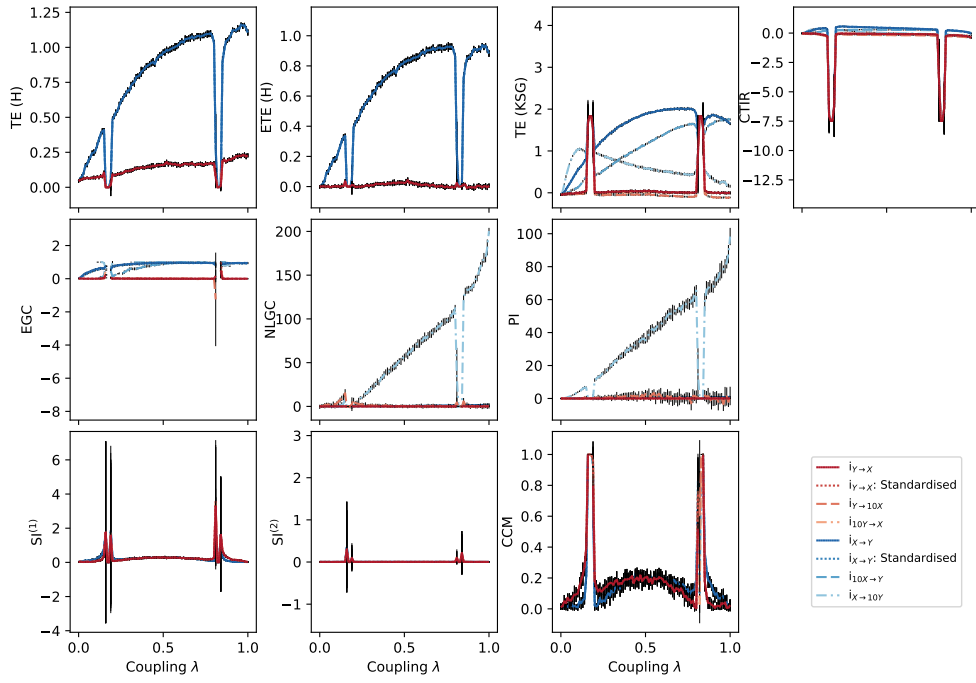 TE (H)
1.25
1.00
0.75
0.50
0.25
0.00
ETE (H)
1.2
1.0
0.8
0.6
0.4
0.2
0.0
TE (KSG)
4
3
2
1
0
CTIR
0.0
−2.5
−5.0
−7.5
−10.0
−12.5
EGC
2
0
−2
−4
−6
−8
NLGC
200
150
100
50
0
PI
100
80
60
40
20
0
SI(1)
6
4
2
0
−2
−4
0.0 0.5 1.0
Coupling λ
SI(2)
3
2
1
0
−1
0.0 0.5 1.0
Coupling λ
CCM
1.0
0.8
0.6
0.4
0.2
0.0
0.0 0.5 1.0
Coupling λ
iY→X
iY→X: Standardised
iY→10X
i10Y→X
iX→Y
iX→Y: Standardised
i10X→Y
iX→10Y